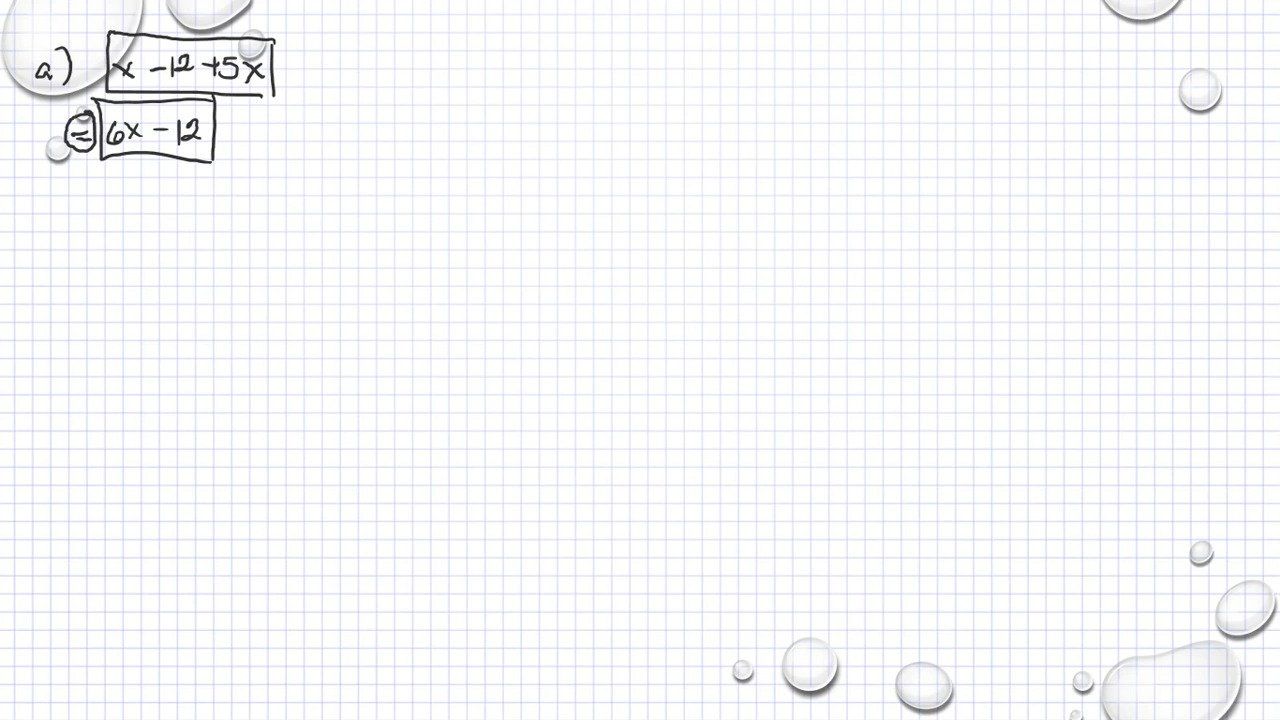 a) x - 12 + 5x
= 6x - 12